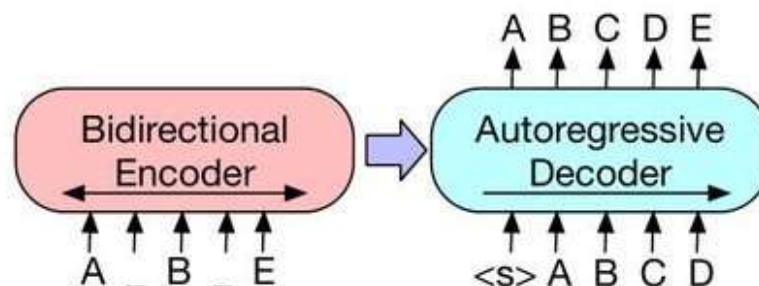 A B C D E
Bidirectional
Encoder
Autoregressive
Decoder
A B E
<s> A B C D